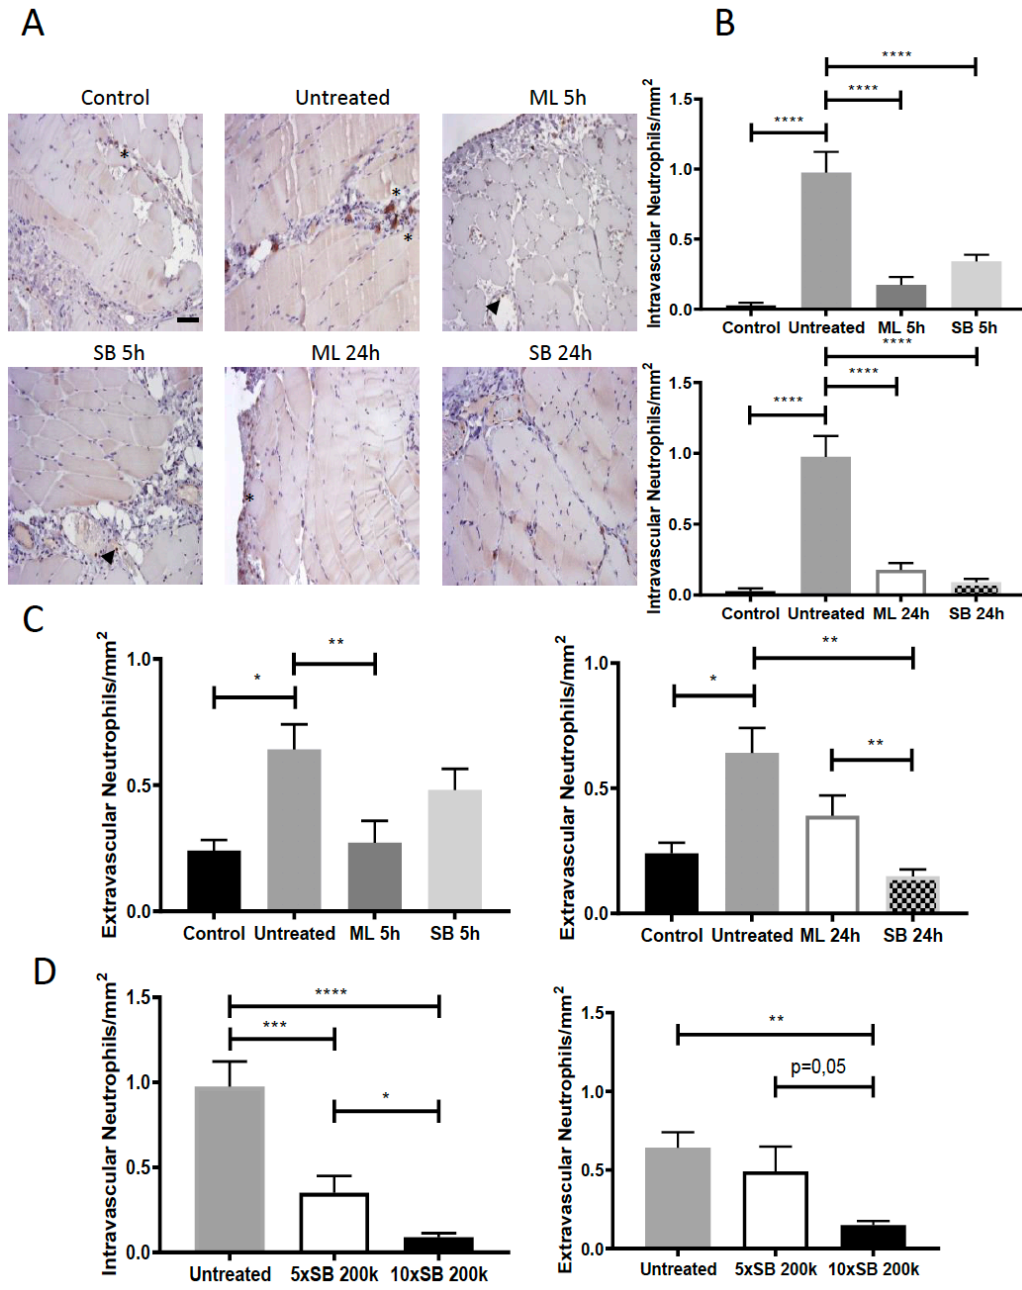 A
B
Control
Untreated
ML 5h
*
*
*
SB 5h
ML 24h
SB 24h
*
Intravascular Neutrophils/mm²
1.5
1.0
0.5
0.0
****
****
****
Control
Untreated
ML 5h
SB 5h
Intravascular Neutrophils/mm²
1.5
1.0
0.5
0.0
****
****
****
Control
Untreated
ML 24h
SB 24h
C
Extravascular Neutrophils/mm²
1.0
0.5
0.0
*
**
Control
Untreated
ML 5h
SB 5h
Extravascular Neutrophils/mm²
1.0
0.5
0.0
*
**
**
Control
Untreated
ML 24h
SB 24h
D
Intravascular Neutrophils/mm²
1.5
1.0
0.5
0.0
****
***
*
Untreated
5xSB 200k
10xSB 200k
Extravascular Neutrophils/mm²
1.5
1.0
0.5
0.0
**
p=0,05
Untreated
5xSB 200k
10xSB 200k